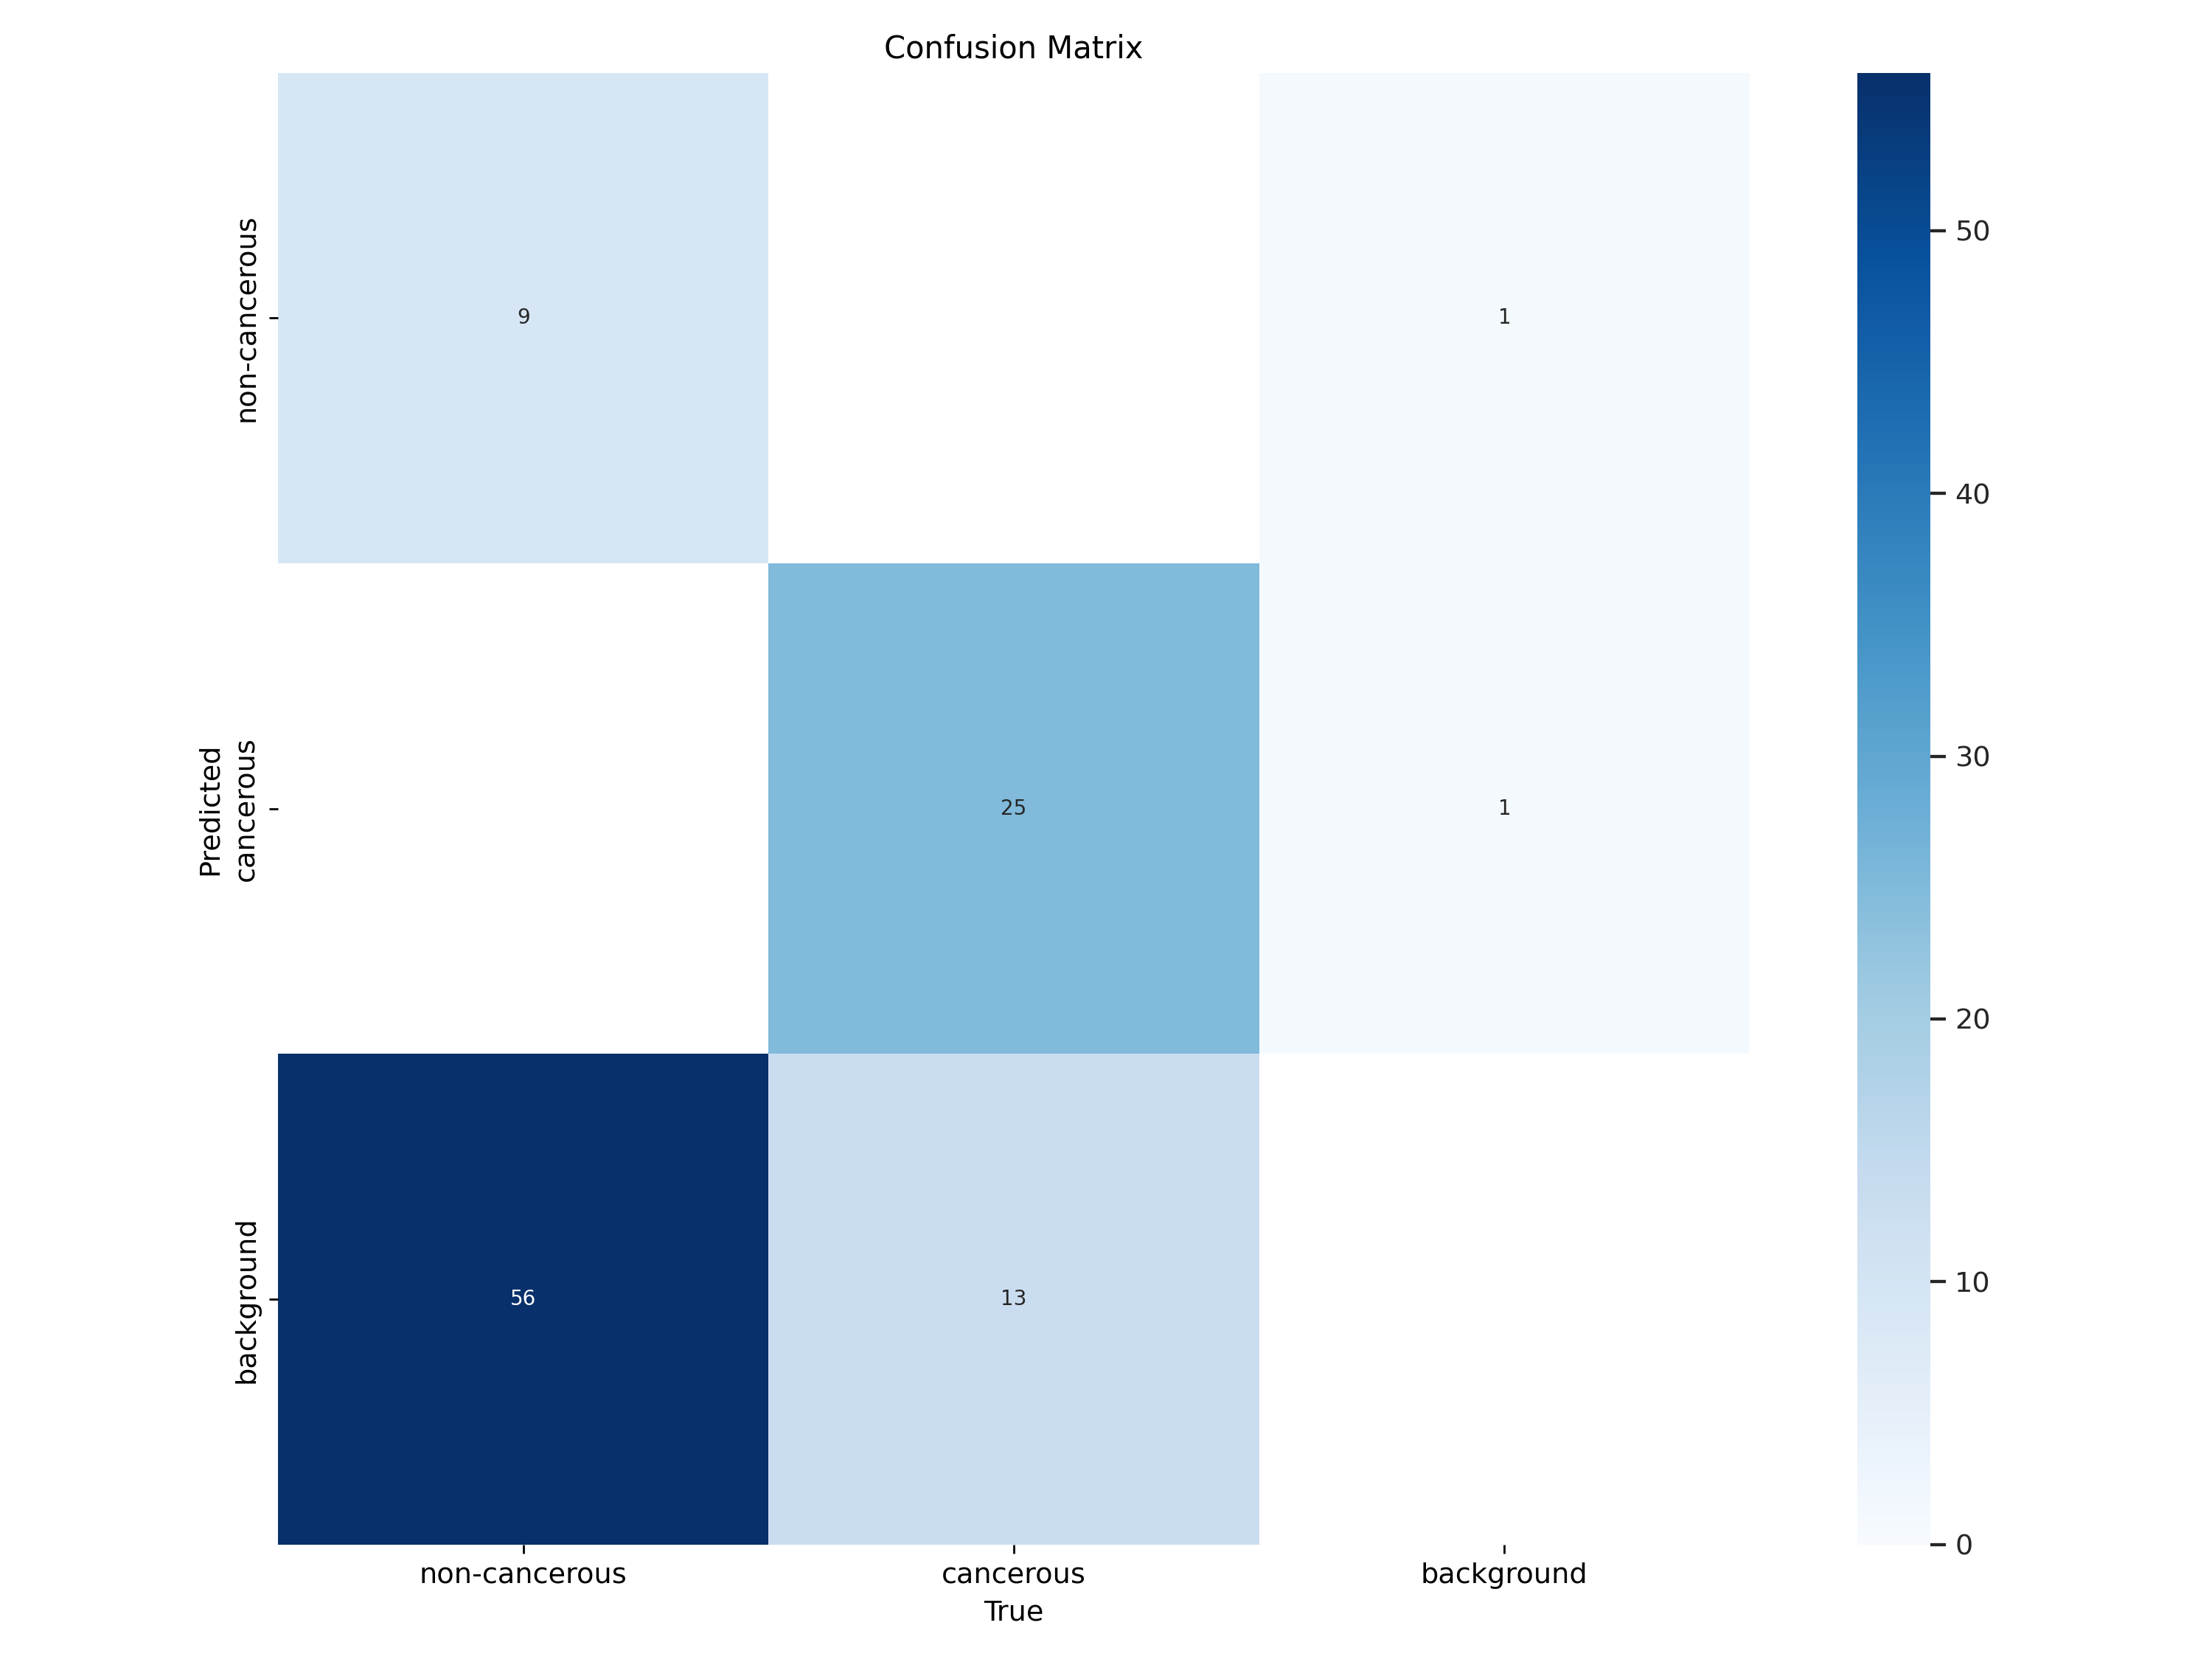 Confusion Matrix
non-cancerous
cancerous
background
Predicted
9
1
25
1
56
13
non-cancerous
cancerous
background
True
50
40
30
20
10
0